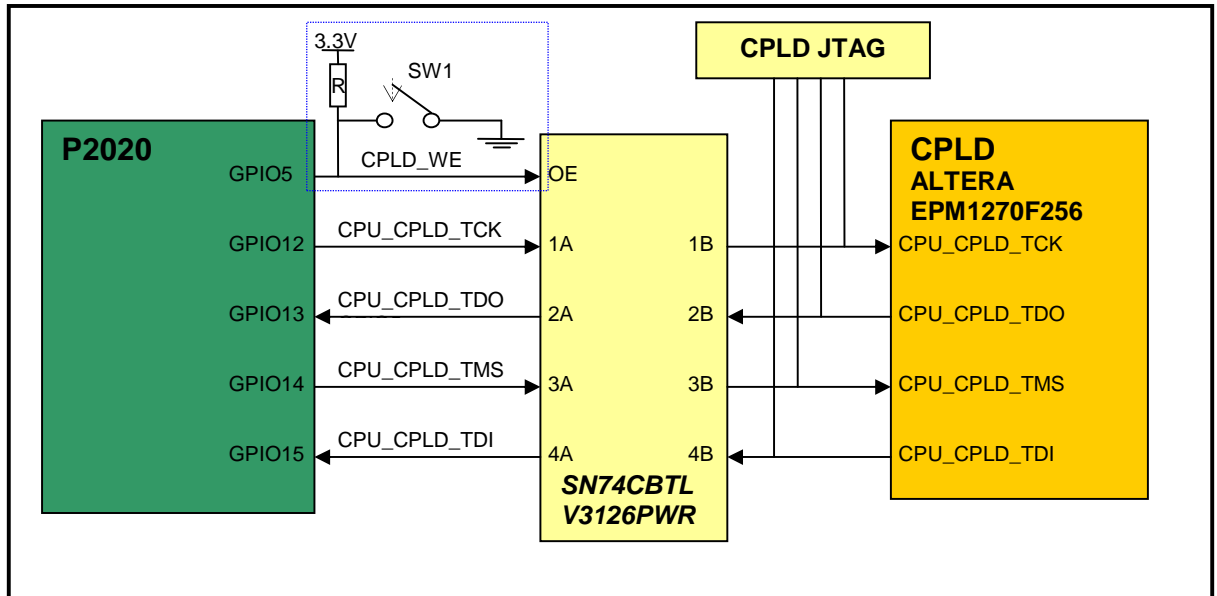 3.3V
R
SW1
CPLD JTAG
P2020
GPIO5
CPLD_WE
OE
GPIO12
CPU_CPLD_TCK
1A
1B
GPIO13
CPU_CPLD_TDO
2A
2B
GPIO14
CPU_CPLD_TMS
3A
3B
GPIO15
CPU_CPLD_TDI
4A
4B
SN74CBTL
V3126PWR
CPLD
ALTERA
EPM1270F256
CPU_CPLD_TCK
CPU_CPLD_TDO
CPU_CPLD_TMS
CPU_CPLD_TDI